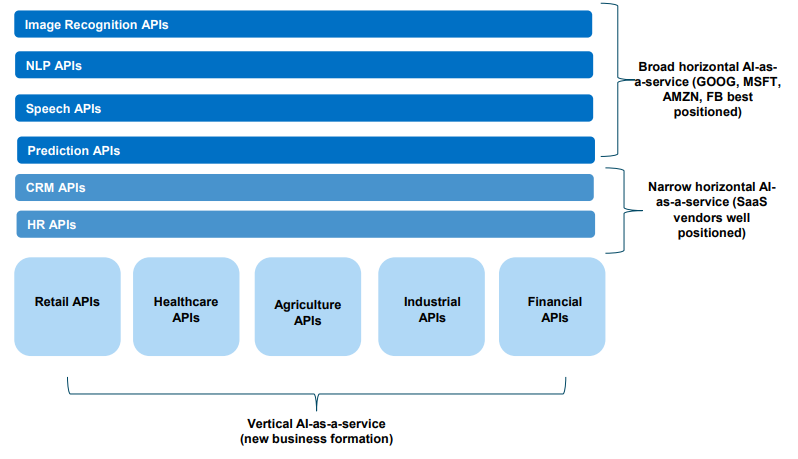 Image Recognition APIs
NLP APIs
Speech APIs
Prediction APIs
Broad horizontal AI-as-
a-service (GOOG, MSFT,
AMZN, FB best
positioned)
CRM APIs
HR APIs
Narrow horizontal AI-
as-a-service (SaaS
vendors well
positioned)
Retail APIs
Healthcare
APIs
Agriculture
APIs
Industrial
APIs
Financial
APIs
Vertical AI-as-a-service
(new business formation)